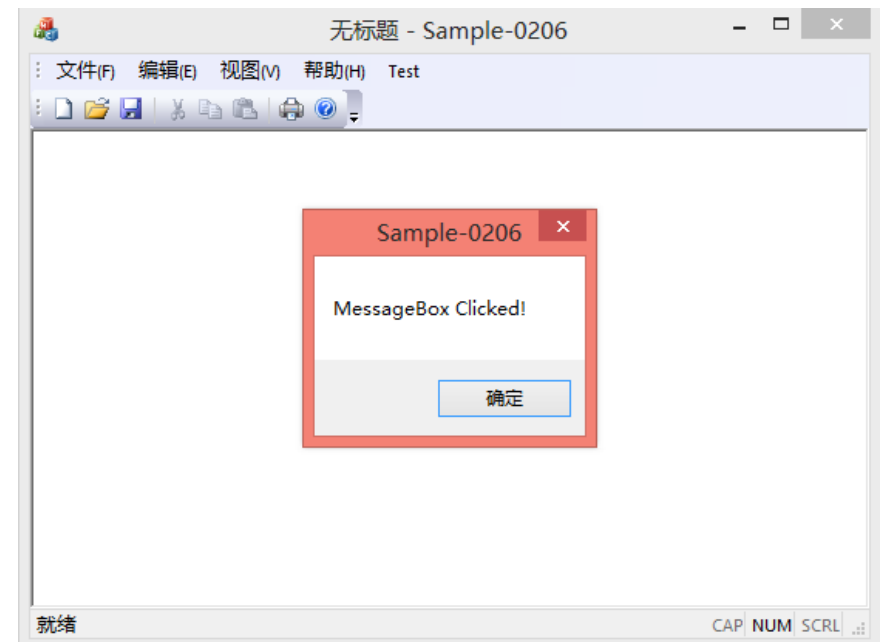 无标题 - Sample-0206
文件(F) 编辑(E) 视图(V) 帮助(H) Test
Sample-0206
MessageBox Clicked!
确定
就绪 CAP NUM SCRL